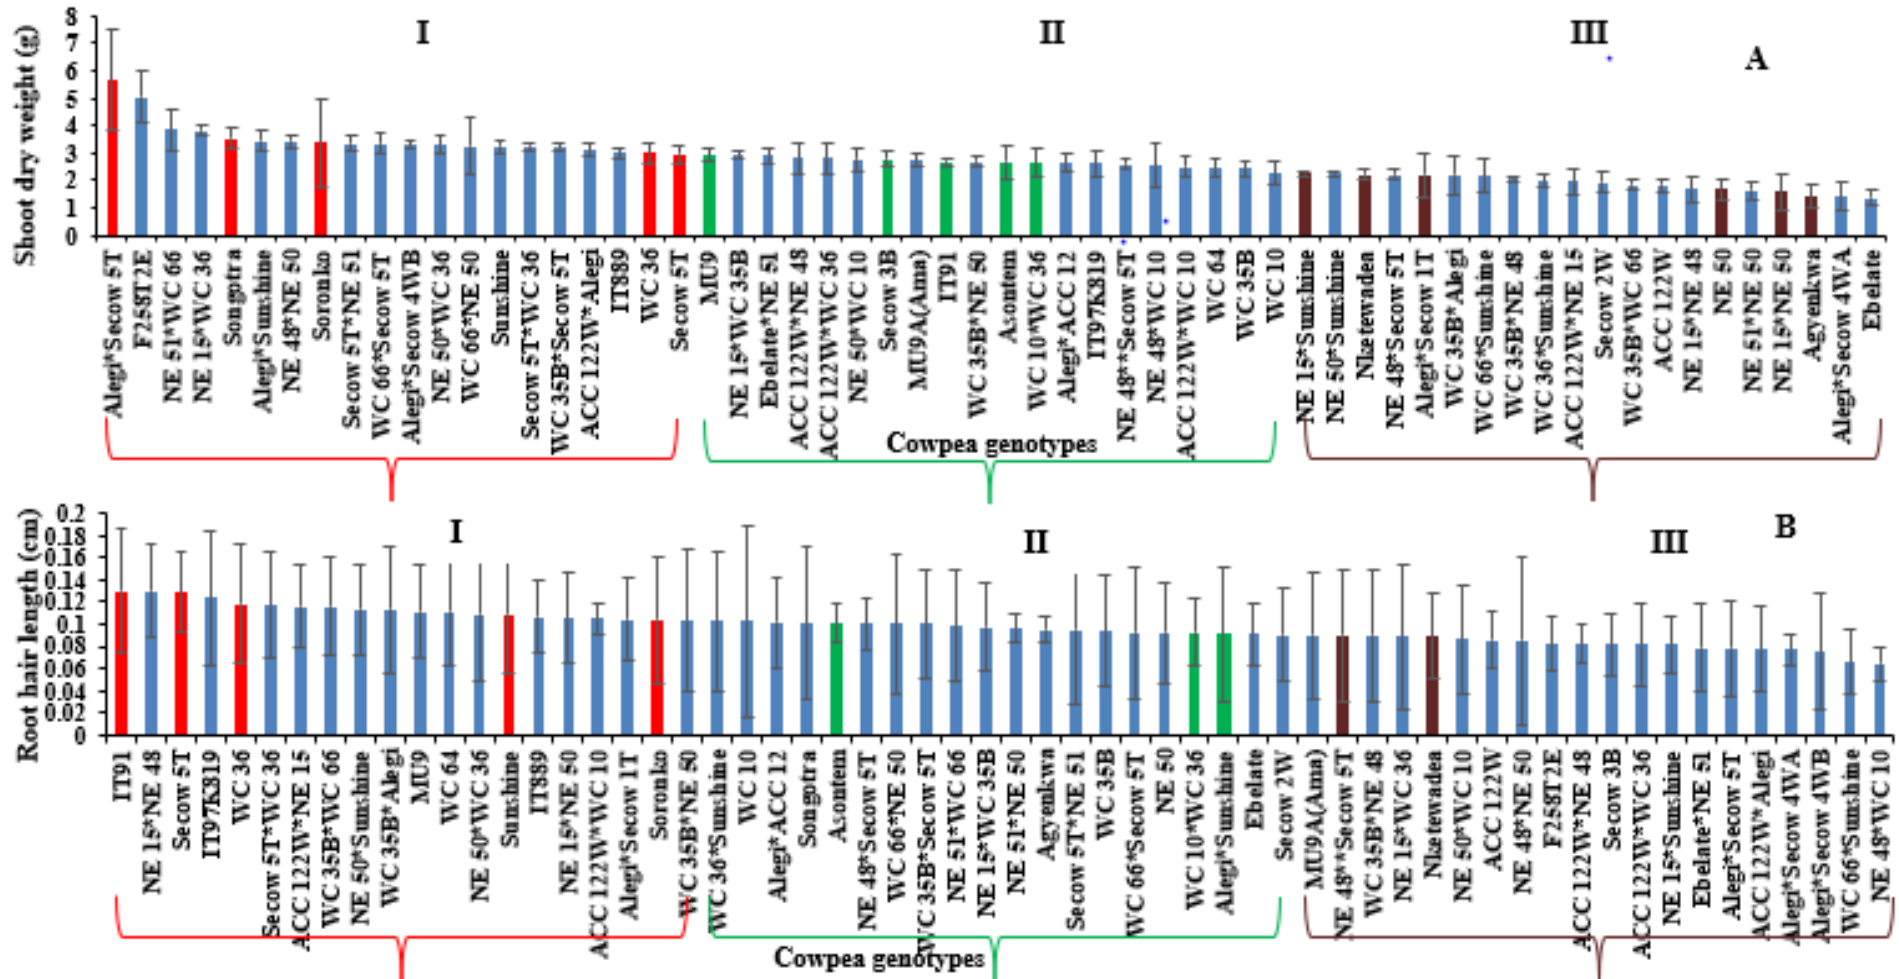 I
II
III
A
Shoot dry weight (g)
8
7
6
5
4
3
2
1
0
Alegi*Secow 5T
F258T2E
NE 51*WC 66
NE 15*WC 36
Songotra
Alegi*Sunshine
NE 48*NE 50
Soronko
Secow 5T*NE 51
WC 66*Secow 5T
Alegi*Secow 4WB
NE 50*WC 36
WC 66*NE 50
Sunshine
Secow 5T*WC 36
WC 35B*Secow 5T
ACC 122W*Alegi
IT889
WC 36
Secow 5T
MU9
NE 15*WC 35B
Ebelate*NE 51
ACC 122W*NE 48
ACC 122W*WC 36
NE 50*WC 10
Secow 3B
MU9A(Ama)
IT91
WC 35B*NE 50
Asontem
WC 10*WC 36
Alegi*ACC 12
IT97K819
NE 48**Secow 5T
NE 48*WC 10
ACC 122W*WC 10
WC 64
WC 35B
WC 10
NE 15*Sunshine
NE 50*Sunshine
Nketewadea
NE 48*Secow 5T
Alegi*Secow 1T
WC 35B*Alegi
WC 66*Sunshime
WC 35B*NE 48
WC 36*Sunshime
ACC 122W*NE 15
Secow 2W
WC 35B*WC 66
ACC 122W
NE 15*NE 48
NE 50
NE 51*NE 50
NE 15*NE 50
Agyenkwa
Alegi*Secow 4WA
Ebelate
Cowpea genotypes
I
II
III
B
Root hair length (cm)
0.2
0.18
0.16
0.14
0.12
0.1
0.08
0.06
0.04
0.02
0
IT91
NE 15*NE 48
Secow 5T
IT97K819
WC 36
Secow 5T*WC 36
ACC 122W*NE 15
WC 35B*WC 66
NE 50*Sunshine
WC 35B*Alegi
MU9
WC 64
NE 50*WC 36
Sunshine
IT889
NE 15*NE 50
ACC 122W*WC 10
Alegi*Secow 1T
Soronko
WC 35B*NE 50
WC 36*Sunshime
WC 10
Alegi*ACC 12
Songotra
Asontem
NE 48*Secow 5T
WC 66*NE 50
WC 35B*Secow 5T
NE 51*WC 66
NE 15*WC 35B
NE 51*NE 50
Agyenkwa
Secow 5T*NE 51
WC 35B
WC 66*Secow 5T
NE 50
WC 10*WC 36
Alegi*Sunshine
Ebelate
Secow 2W
MU9A(Ama)
NE 48**Secow 5T
WC 35B*NE 48
NE 15*WC 36
Nketewadea
NE 50*WC 10
ACC 122W
NE 48*NE 50
F258T2E
ACC 122W*NE 48
Secow 3B
ACC 122W*WC 36
NE 15*Sunshine
Ebelate*NE 51
Alegi*Secow 5T
ACC 122W*Alegi
Alegi*Secow 4WA
Alegi*Secow 4WB
WC 66*Sunshime
NE 48*WC 10
Cowpea genotypes